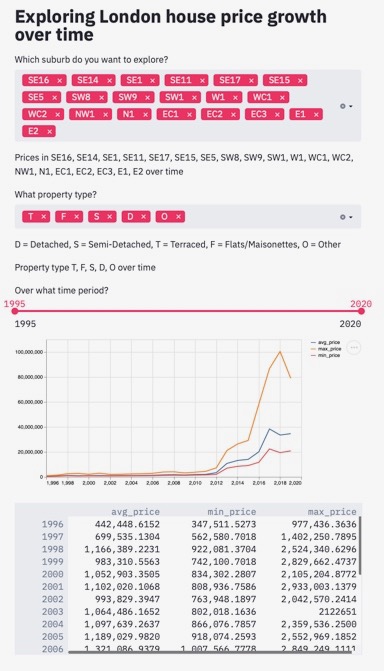 Exploring London house price growth
over time
Which suburb do you want to explore?
SE16 × SE14 × SE1 × SE11 × SE17 × SE15 ×
SE5 × SW8 × SW9 × SW1 × W1 × WC1 ×
WC2 × NW1 × N1 × EC1 × EC2 × EC3 × E1 ×
E2 ×
Prices in SE16, SE14, SE1, SE11, SE17, SE15, SE5, SW8, SW9, SW1, W1, WC1, WC2,
NW1, N1, EC1, EC2, EC3, E1, E2 over time
What property type?
T × F × S × D × O ×
D = Detached, S = Semi-Detached, T = Terraced, F = Flats/Maisonettes, O = Other
Property type T, F, S, D, O over time
Over what time period?
1995 2020
1995 2020
avg_price
max_price
min_price
100,000,000
80,000,000
60,000,000
40,000,000
20,000,000
0
1,996 1,998 2,000 2,002 2,004 2,006 2,008 2,010 2,012 2,014 2,016 2,018 2,020
avg_price min_price max_price
1996 442,448.6152 347,511.5273 977,436.3636
1997 699,535.1304 562,580.7018 1,402,250.7895
1998 1,166,389.2231 922,081.3704 2,524,340.6296
1999 983,310.5563 742,100.7018 2,829,662.4737
2000 1,052,903.3505 834,302.2807 2,105,204.8772
2001 1,102,020.1068 808,936.7586 2,933,003.1379
2002 993,829.3947 763,948.1897 2,042,570.2414
2003 1,064,486.1652 802,018.1636 2122651
2004 1,097,639.2637 866,076.7857 2,359,536.2500
2005 1,189,029.9820 918,074.2593 2,552,969.1852
2006 1,321,086.9379 1,007,566.7778 2,849,249.1111